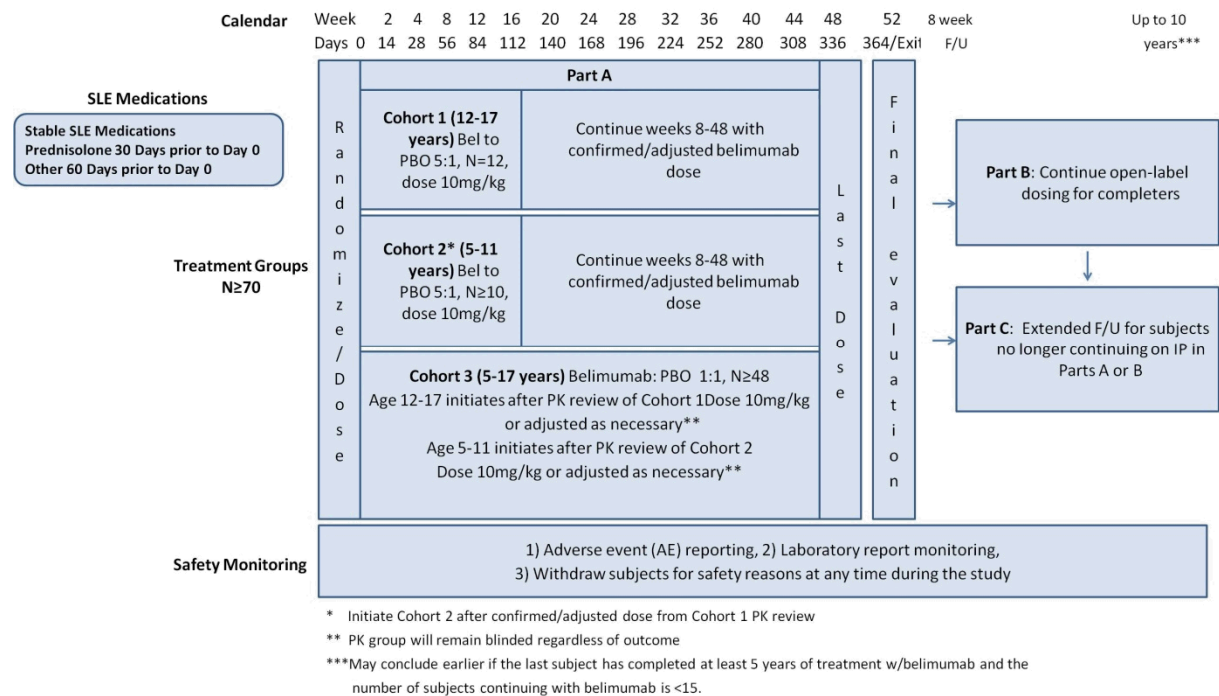 Calendar Week 2 4 8 12 16 20 24 28 32 36 40 44 48 52 8 week Up to 10
Days 0 14 28 56 84 112 140 168 196 224 252 280 308 336 364/Exit F/U years***
SLE Medications
Stable SLE Medications
Prednisolone 30 Days prior to Day 0
Other 60 Days prior to Day 0
Treatment Groups
N≥70
Randomize/Dose
Part A
Cohort 1 (12-17
years) Bel to
PBO 5:1, N=12,
dose 10mg/kg
Continue weeks 8-48 with
confirmed/adjusted belimumab
dose
Cohort 2* (5-11
years) Bel to
PBO 5:1, N≥10,
dose 10mg/kg
Continue weeks 8-48 with
confirmed/adjusted belimumab
dose
Cohort 3 (5-17 years) Belimumab: PBO 1:1, N≥48
Age 12-17 initiates after PK review of Cohort 1Dose 10mg/kg
or adjusted as necessary**
Age 5-11 initiates after PK review of Cohort 2
Dose 10mg/kg or adjusted as necessary**
Last Dose
Final evaluation
Part B: Continue open-label
dosing for completers
Part C: Extended F/U for subjects
no longer continuing on IP in
Parts A or B
Safety Monitoring
1) Adverse event (AE) reporting, 2) Laboratory report monitoring,
3) Withdraw subjects for safety reasons at any time during the study
* Initiate Cohort 2 after confirmed/adjusted dose from Cohort 1 PK review
** PK group will remain blinded regardless of outcome
***May conclude earlier if the last subject has completed at least 5 years of treatment w/belimumab and the
number of subjects continuing with belimumab is <15.